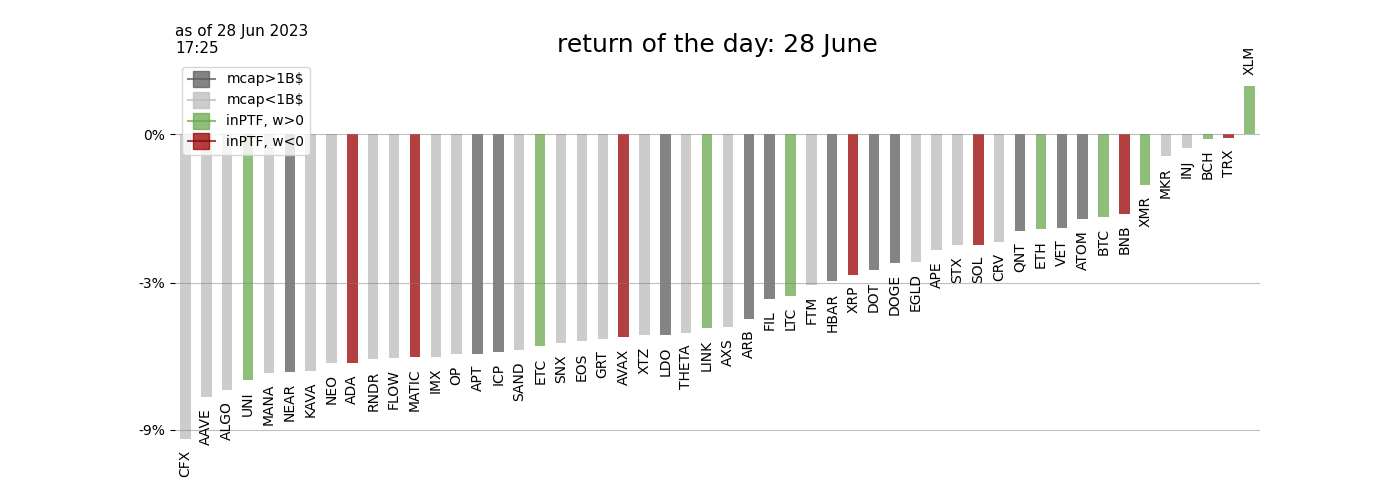 as of 28 Jun 2023
17:25
return of the day: 28 June
mcap>1B$
mcap<1B$
inPTF, w>0
inPTF, w<0
0%
-3%
-9%
CFX
AAVE
ALGO
UNI
MANA
NEAR
KAVA
NEO
ADA
RNDR
FLOW
MATIC
IMX
OP
APT
ICP
SAND
ETC
SNX
EOS
GRT
AVAX
XTZ
LDO
THETA
LINK
AXS
ARB
FIL
LTC
FTM
HBAR
XRP
DOT
DOGE
EGLD
APE
STX
SOL
CRV
QNT
ETH
VET
ATOM
BTC
BNB
XMR
MKR
INJ
BCH
TRX
XLM